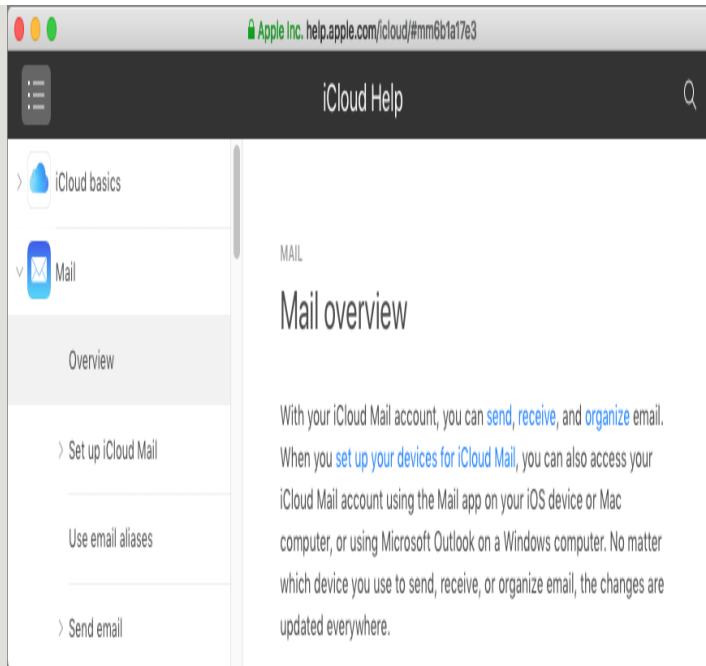 Apple Inc. help.apple.com/icloud/#mm6b1a17e3
iCloud Help
iCloud basics
Mail
Overview
Set up iCloud Mail
Use email aliases
Send email
MAIL
Mail overview
With your iCloud Mail account, you can send, receive, and organize email.
When you set up your devices for iCloud Mail, you can also access your
iCloud Mail account using the Mail app on your iOS device or Mac
computer, or using Microsoft Outlook on a Windows computer. No matter
which device you use to send, receive, or organize email, the changes are
updated everywhere.